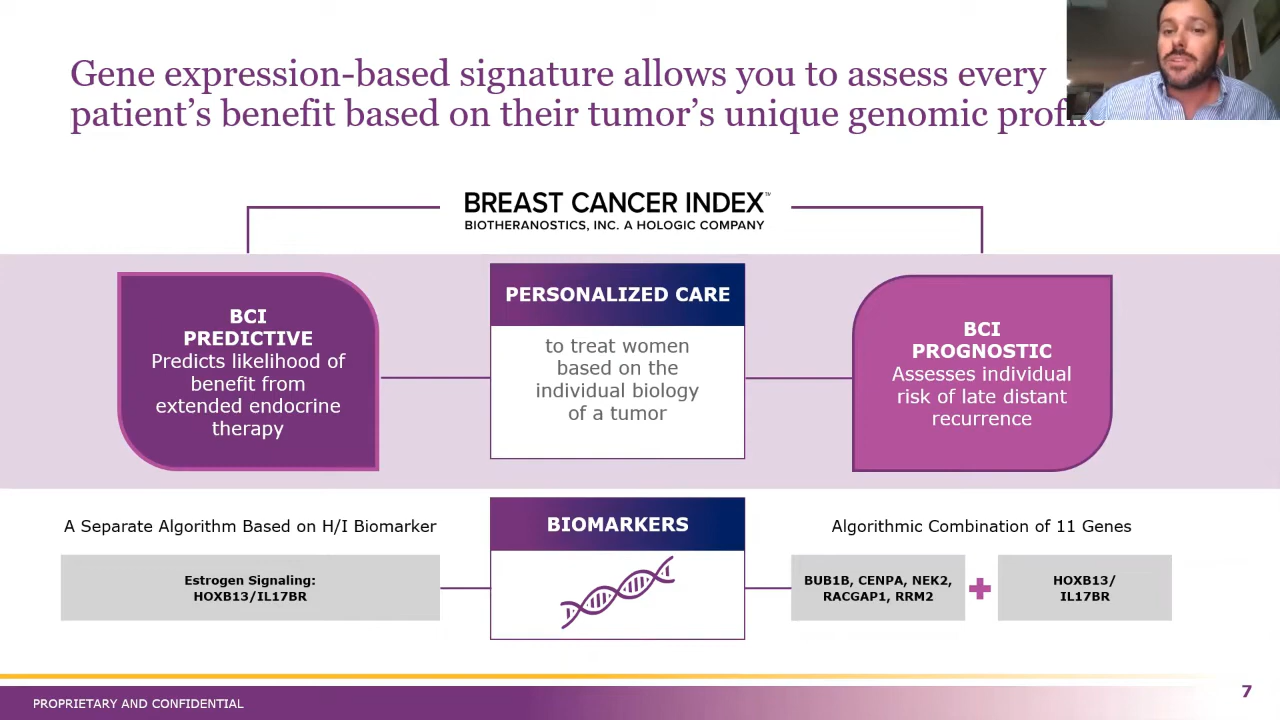 Gene expression-based signature allows you to assess every
patient's benefit based on their tumor's unique genomic profile
BREAST CANCER INDEX™
BIOTHERANOSTICS, INC. A HOLOGIC COMPANY
BCI
PREDICTIVE
Predicts likelihood of
benefit from
extended endocrine
therapy
PERSONALIZED CARE
to treat women
based on the
individual biology
of a tumor
BCI
PROGNOSTIC
Assesses individual
risk of late distant
recurrence
A Separate Algorithm Based on H/I Biomarker
Estrogen Signaling:
HOXB13/IL17BR
BIOMARKERS
Algorithmic Combination of 11 Genes
BUB1B, CENPA, NEK2,
RACGAP1, RRM2
HOXB13/
IL17BR
PROPRIETARY AND CONFIDENTIAL
7